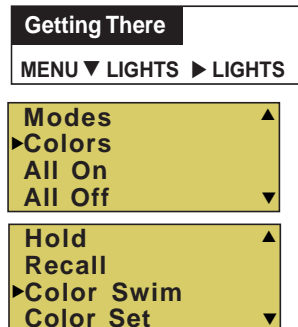 Getting There
MENU ▼ LIGHTS ▶ LIGHTS
Modes ▲
▶Colors
All On
All Off ▼
Hold ▲
Recall
▶Color Swim
Color Set ▼